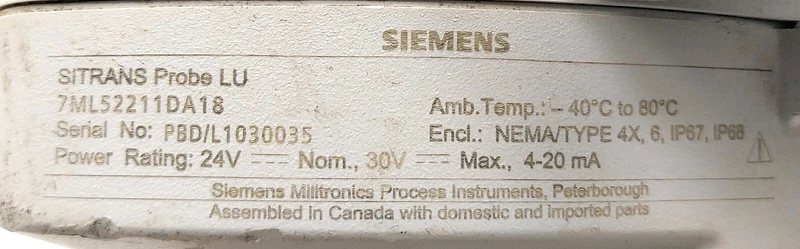 SIEMENS
SITRANS Probe LU
7ML52211DA18
Amb.Temp.: – 40°C to 80°C
Serial No: PBD/L1030035
Encl.: NEMA/TYPE 4X, 6, IP67, IP68
Power Rating: 24V ⎓ Nom., 30V ⎓ Max., 4-20 mA
Siemens Milltronics Process Instruments, Peterborough
Assembled in Canada with domestic and imported parts